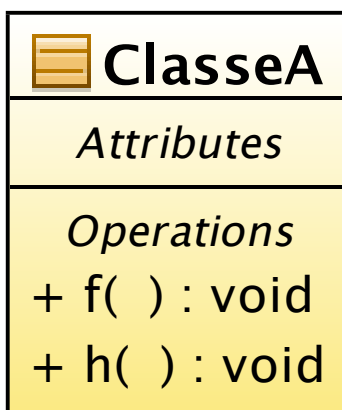 ClasseA
Attributes
Operations
+ f( ) : void
+ h( ) : void